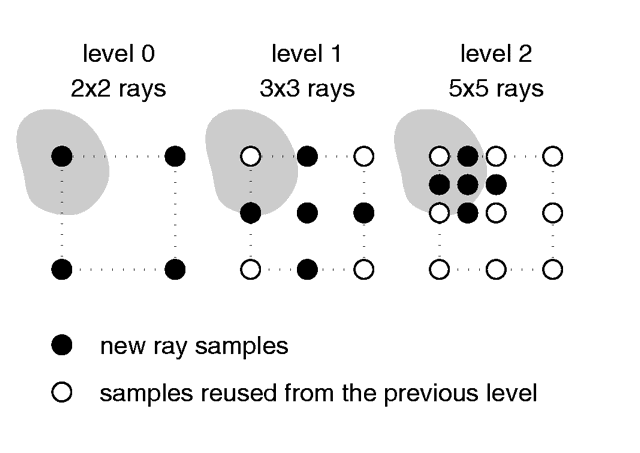 level 0
2x2 rays
level 1
3x3 rays
level 2
5x5 rays
new ray samples
samples reused from the previous level